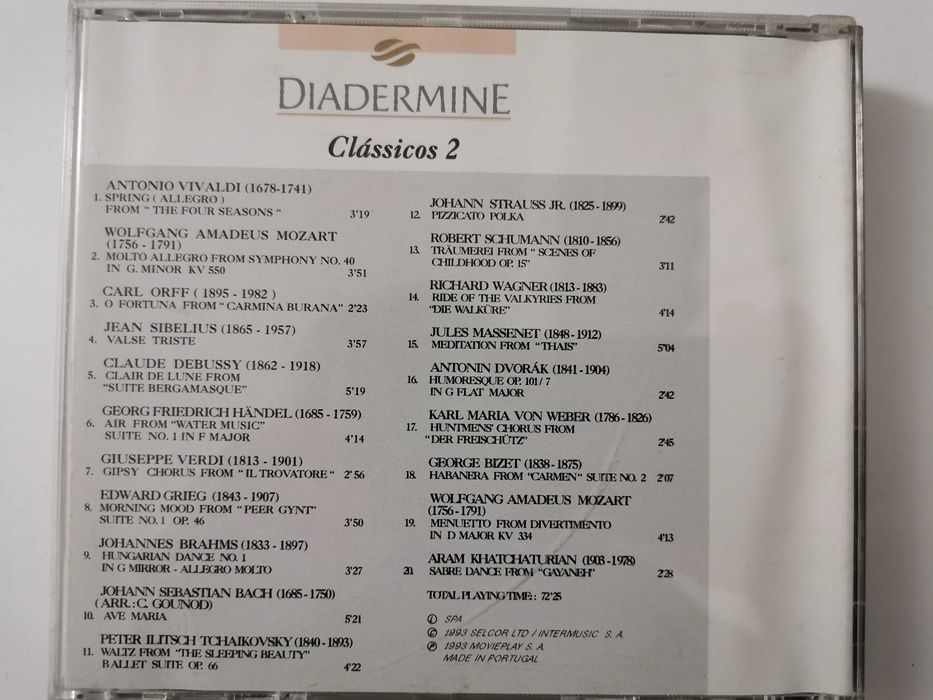 DIADERMINE
Clássicos 2
ANTONIO VIVALDI (1678-1741)
1. SPRING ( ALLEGRO )
FROM " THE FOUR SEASONS " 3'19
WOLFGANG AMADEUS MOZART
(1756 - 1791)
2. MOLTO ALLEGRO FROM SYMPHONY NO. 40
IN G. MINOR KV 550 3'51
CARL ORFF ( 1895 - 1982 )
3. O FORTUNA FROM "CARMINA BURANA" 2'23
JEAN SIBELIUS (1865 - 1957)
4. VALSE TRISTE 3'57
CLAUDE DEBUSSY (1862 - 1918)
5. CLAIR DE LUNE FROM
"SUITE BERGAMASQUE" 5'19
GEORG FRIEDRICH HÄNDEL (1685 - 1759)
6. AIR FROM "WATER MUSIC"
SUITE NO. 1 IN F MAJOR 4'14
GIUSEPPE VERDI (1813 - 1901)
7. GIPSY CHORUS FROM "IL TROVATORE" 2'56
EDWARD GRIEG (1843 - 1907)
8. MORNING MOOD FROM "PEER GYNT"
SUITE NO. 1 OP. 46 3'50
JOHANNES BRAHMS (1833 - 1897)
9. HUNGARIAN DANCE NO. 1
IN G MIRROR - ALLEGRO MOLTO 3'27
JOHANN SEBASTIAN BACH (1685 - 1750)
(ARR.: C. GOUNOD)
10. AVE MARIA 5'21
PETER ILITSCH TCHAIKOVSKY (1840-1893)
11. WALTZ FROM "THE SLEEPING BEAUTY"
BALLET SUITE OP. 66 4'22
JOHANN STRAUSS JR. (1825 - 1899)
12. PIZZICATO POLKA 2'42
ROBERT SCHUMANN (1810 - 1856)
13. TRÄUMEREI FROM " SCENES OF
CHILDHOOD OP. 15" 3'11
RICHARD WAGNER (1813 - 1883)
14. RIDE OF THE VALKYRIES FROM
"DIE WALKÜRE" 4'14
JULES MASSENET (1848 - 1912)
15. MEDITATION FROM "THAIS" 5"04
ANTONIN DVORÁK (1841 - 1904)
16. HUMORESQUE OP. 101 / 7
IN G FLAT MAJOR 2'42
KARL MARIA VON WEBER (1786 - 1826)
17. HUNTMENS' CHORUS FROM
"DER FREISCHÜTZ" 2'45
GEORGE BIZET (1838 - 1875)
18. HABANERA FROM "CARMEN" SUITE NO. 2 2'07
WOLFGANG AMADEUS MOZART
(1756 - 1791)
19. MENUETTO FROM DIVERTIMENTO
IN D MAJOR KV 334 4'13
ARAM KHATCHATURIAN (1903 - 1978)
20. SABRE DANCE FROM "GAYANEH" 2'28
TOTAL PLAYING TIME : 72'25
SPA
© 1993 SELCOR LTD / INTERMUSIC S. A.
℗ 1993 MOVIEPLAY S. A.
MADE IN PORTUGAL